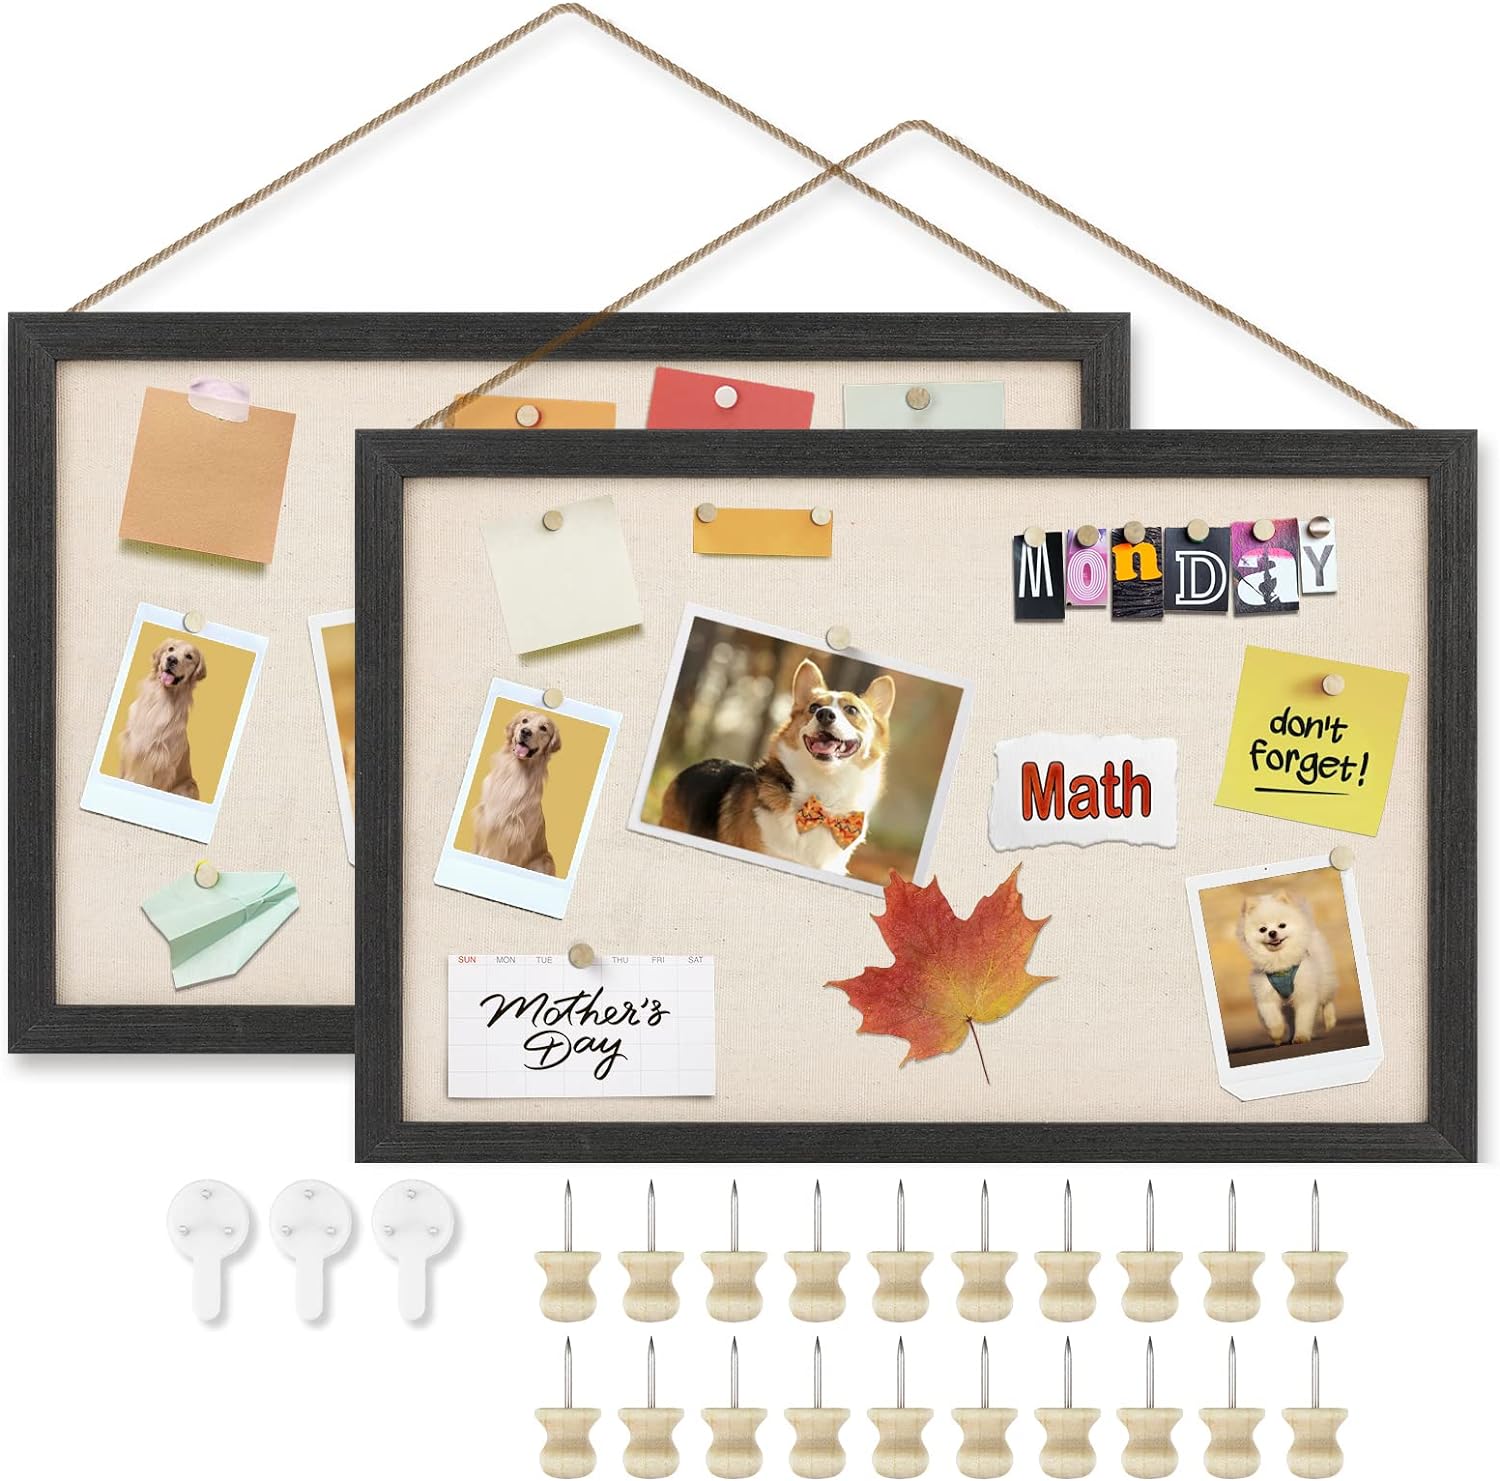 MonDaY
don't
forget!
Math
SUN MON TUE THU FRI SAT
Mother's
Day